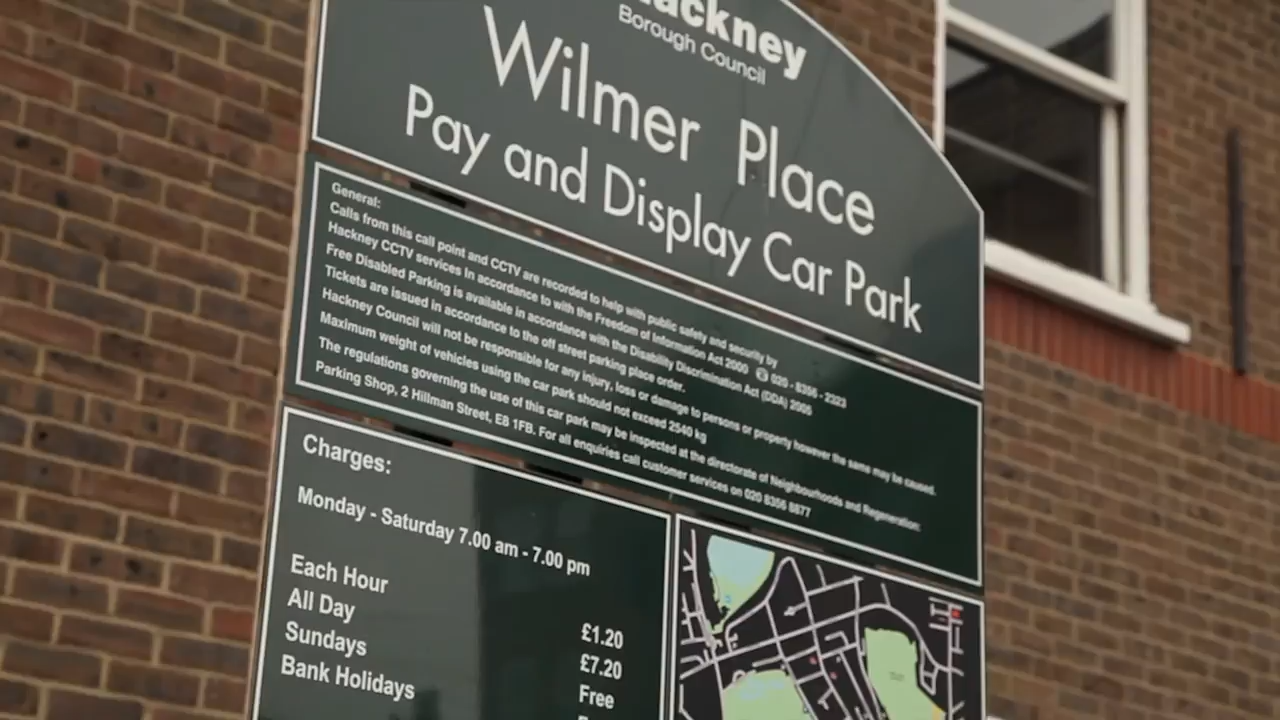 Hackney
Borough Council
Wilmer Place
Pay and Display Car Park
General:
Calls from this call point and CCTV are recorded to help with public safety and security by
Hackney CCTV services in accordance to with the Freedom of Information Act 2000 ☎ 020 - 8356 - 2323
Free Disabled Parking is available in accordance with the Disability Discrimination Act (DDA) 2005
Tickets are issued in accordance to the off street parking place order.
Hackney Council will not be responsible for any injury, loss or damage to persons or property however the same may be caused.
Maximum weight of vehicles using the car park should not exceed 2540 kg
The regulations governing the use of this car park may be inspected at the directorate of Neighbourhoods and Regeneration:
Parking Shop, 2 Hillman Street, E8 1FB. For all enquiries call customer services on 020 8356 8877
Charges:
Monday - Saturday 7.00 am - 7.00 pm
Each Hour £1.20
All Day £7.20
Sundays Free
Bank Holidays